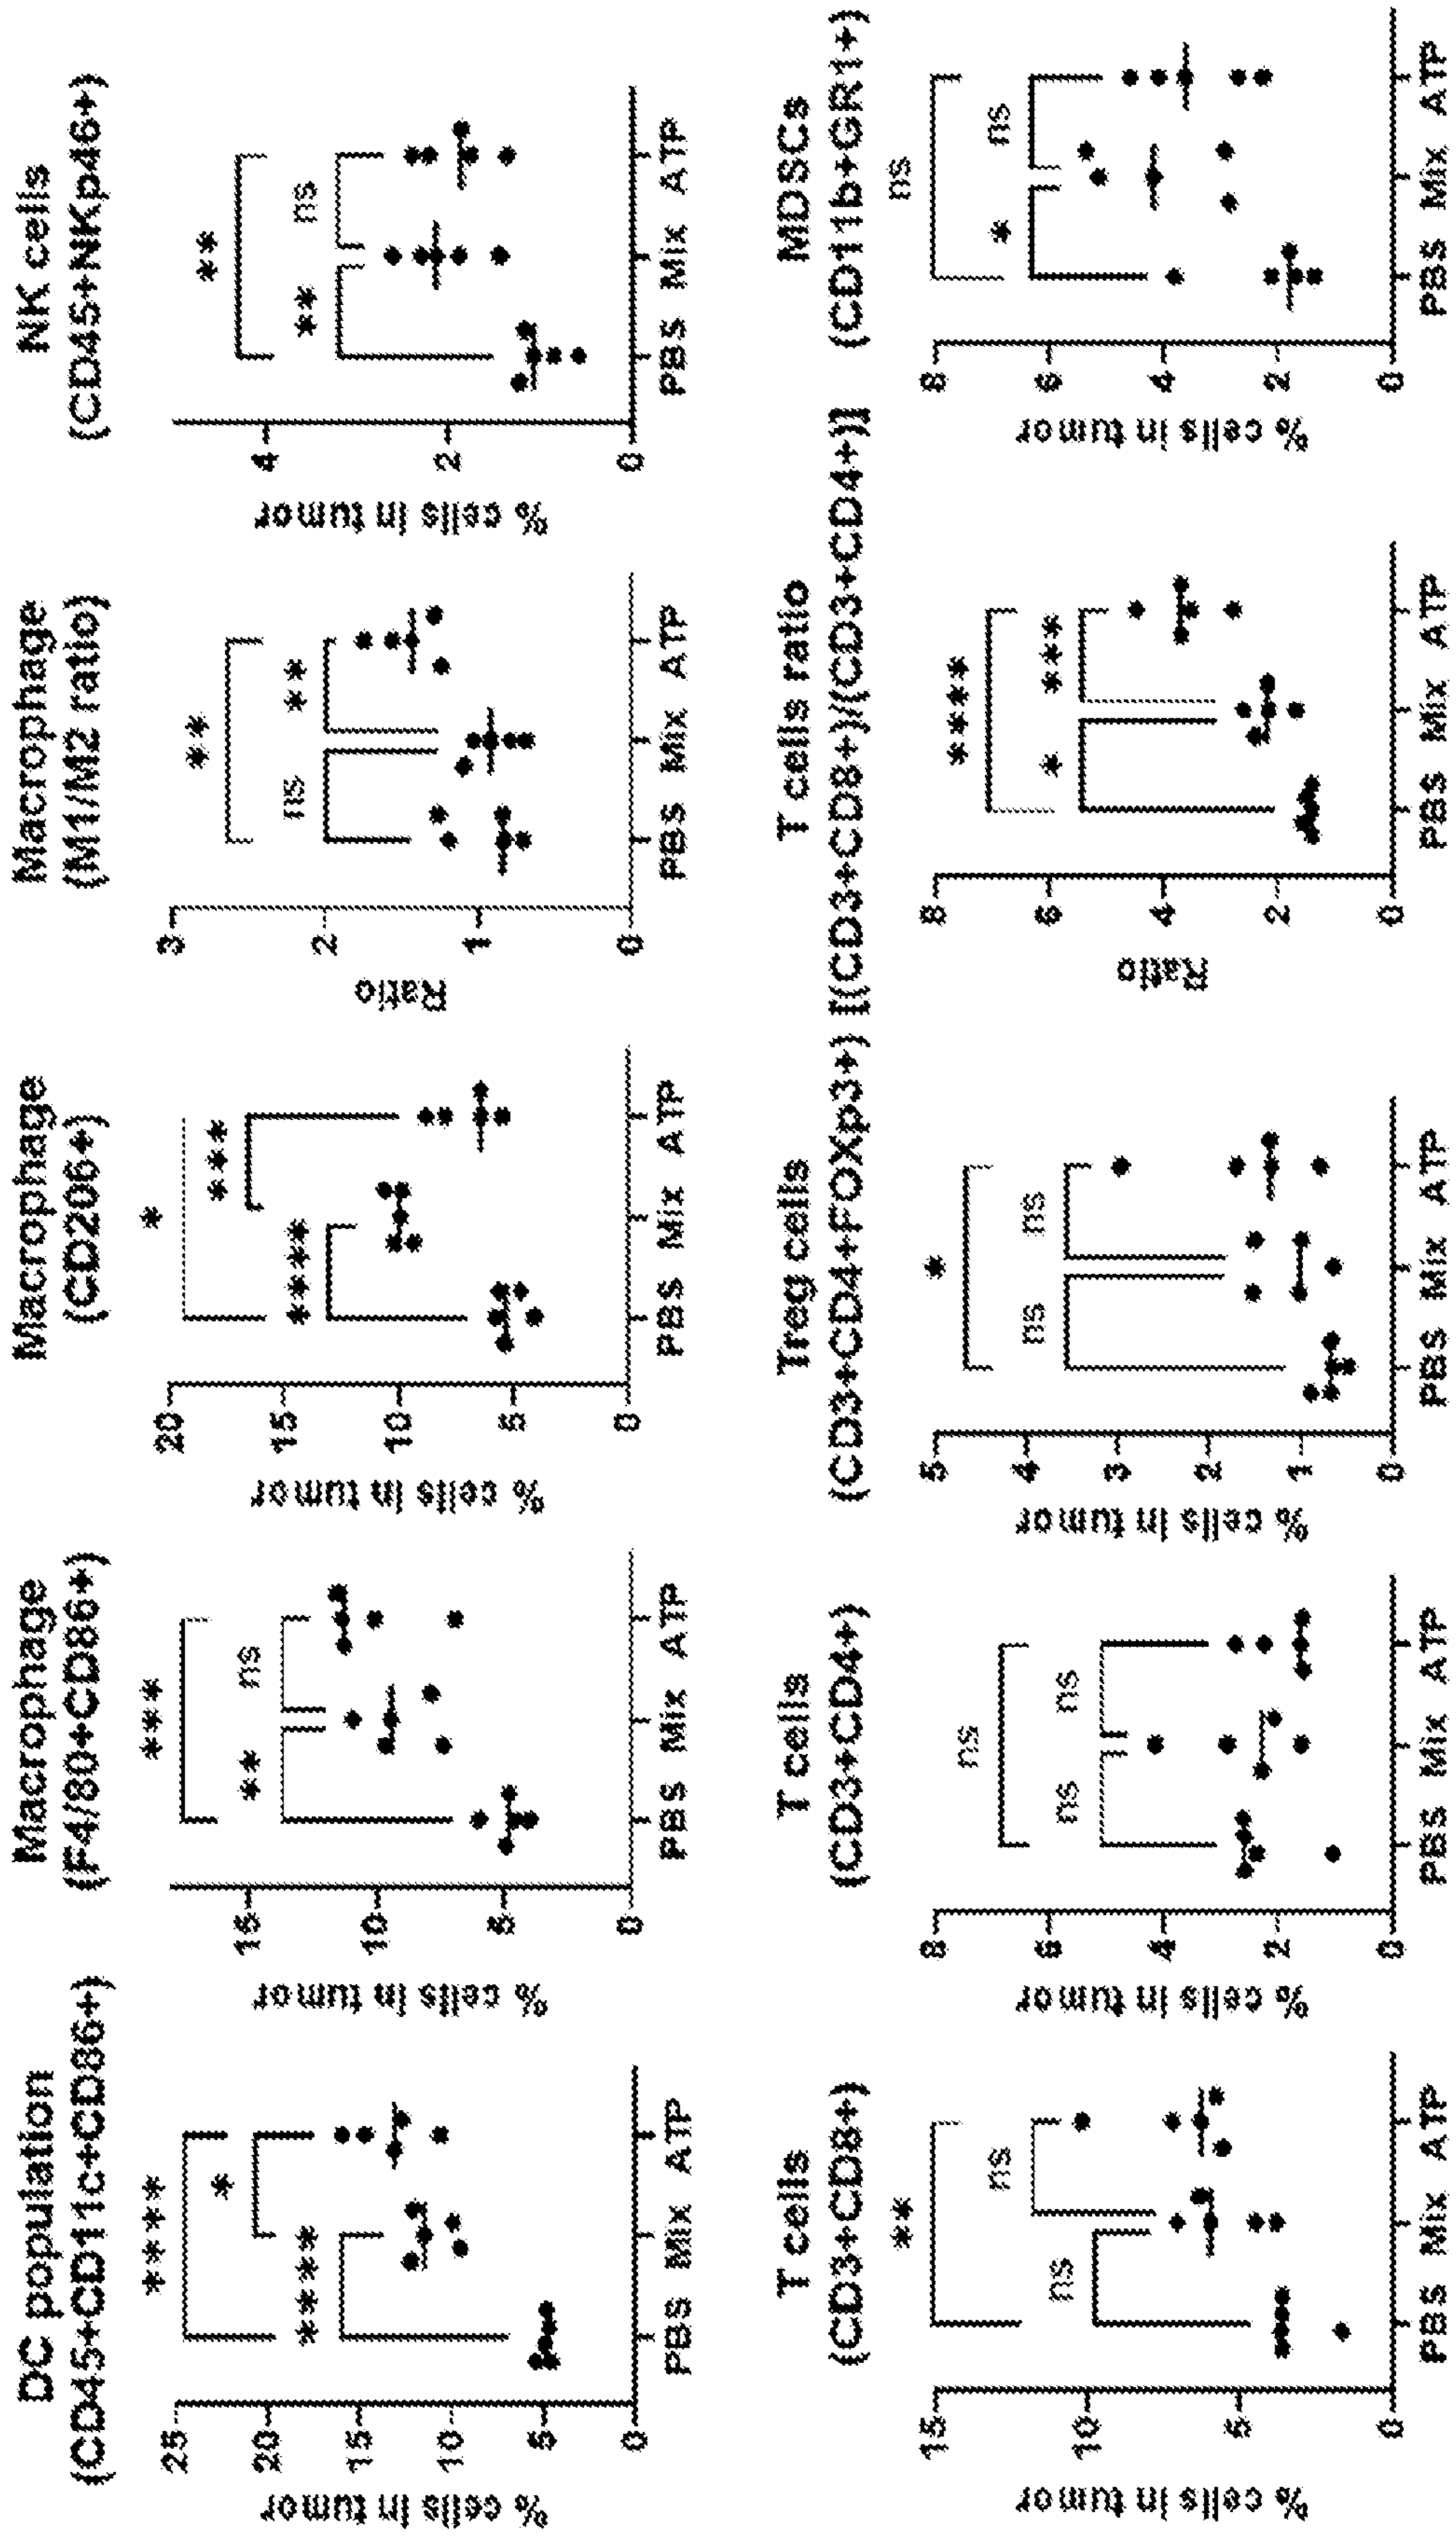 DC population
(CD45+CD11c+CD86+)
% cells in tumor
25
20
15
10
5
0
****
*
****
PBS Mix ATP
Macrophage
(F4/80+CD86+)
% cells in tumor
15
10
5
0
***
**
ns
PBS Mix ATP
Macrophage
(CD206+)
% cells in tumor
20
15
10
5
0
*
***
****
PBS Mix ATP
Macrophage
(M1/M2 ratio)
Ratio
3
2
1
0
**
ns
**
PBS Mix ATP
NK cells
(CD45+NKp46+)
% cells in tumor
4
2
0
**
**
ns
PBS Mix ATP
T cells
(CD3+CD8+)
% cells in tumor
15
10
5
0
**
ns
ns
PBS Mix ATP
T cells
(CD3+CD4+)
% cells in tumor
8
6
4
2
0
ns
ns
ns
PBS Mix ATP
Treg cells
(CD3+CD4+FOXp3+)
% cells in tumor
5
4
3
2
1
0
*
ns
ns
PBS Mix ATP
T cells ratio
[(CD3+CD8+)/(CD3+CD4+)]
Ratio
8
6
4
2
0
****
*
***
PBS Mix ATP
MDSCs
(CD11b+GR1+)
% cells in tumor
8
6
4
2
0
ns
*
ns
PBS Mix ATP